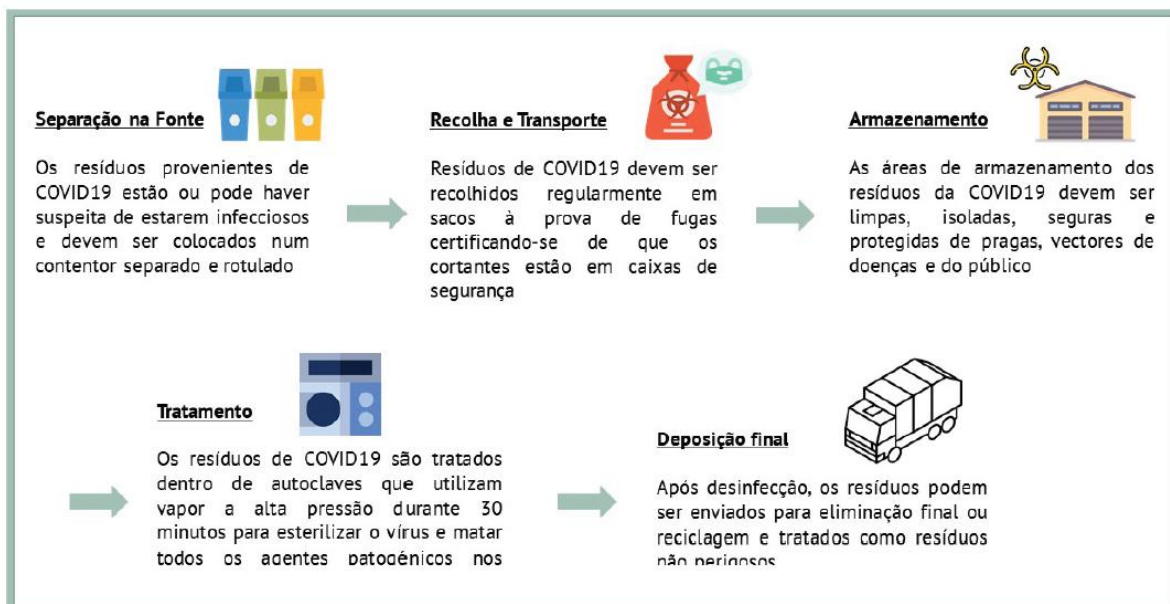 Separação na Fonte
Os resíduos provenientes de
COVID19 estão ou pode haver
suspeita de estarem infecciosos
e devem ser colocados num
contentor separado e rotulado
Recolha e Transporte
Resíduos de COVID19 devem ser
recolhidos regularmente em
sacos à prova de fugas
certificando-se de que os
cortantes estão em caixas de
segurança
Armazenamento
As áreas de armazenamento dos
resíduos da COVID19 devem ser
limpas, isoladas, seguras e
protegidas de pragas, vectores de
doenças e do público
Tratamento
Os resíduos de COVID19 são tratados
dentro de autoclaves que utilizam
vapor a alta pressão durante 30
minutos para esterilizar o vírus e matar
todos os agentes patogénicos nos
Deposição final
Após desinfecção, os resíduos podem
ser enviados para eliminação final ou
reciclagem e tratados como resíduos
não perigosos